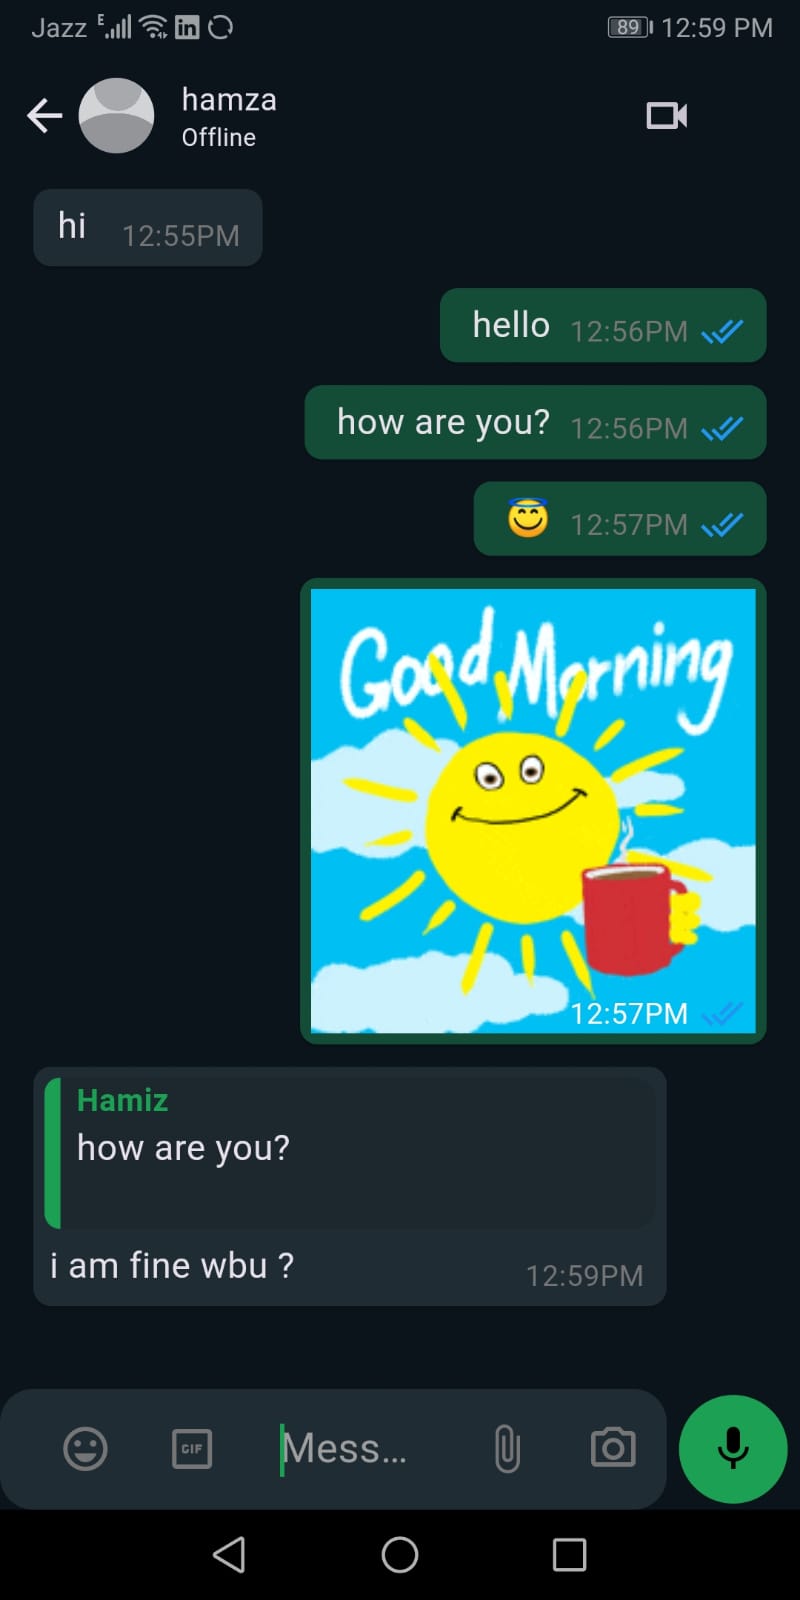 Jazz E 89 12:59 PM
hamza
Offline
hi 12:55PM
hello 12:56PM
how are you? 12:56PM
😇 12:57PM
Good Morning
12:57PM
Hamiz
how are you?
i am fine wbu ?
12:59PM
GIF Mess...